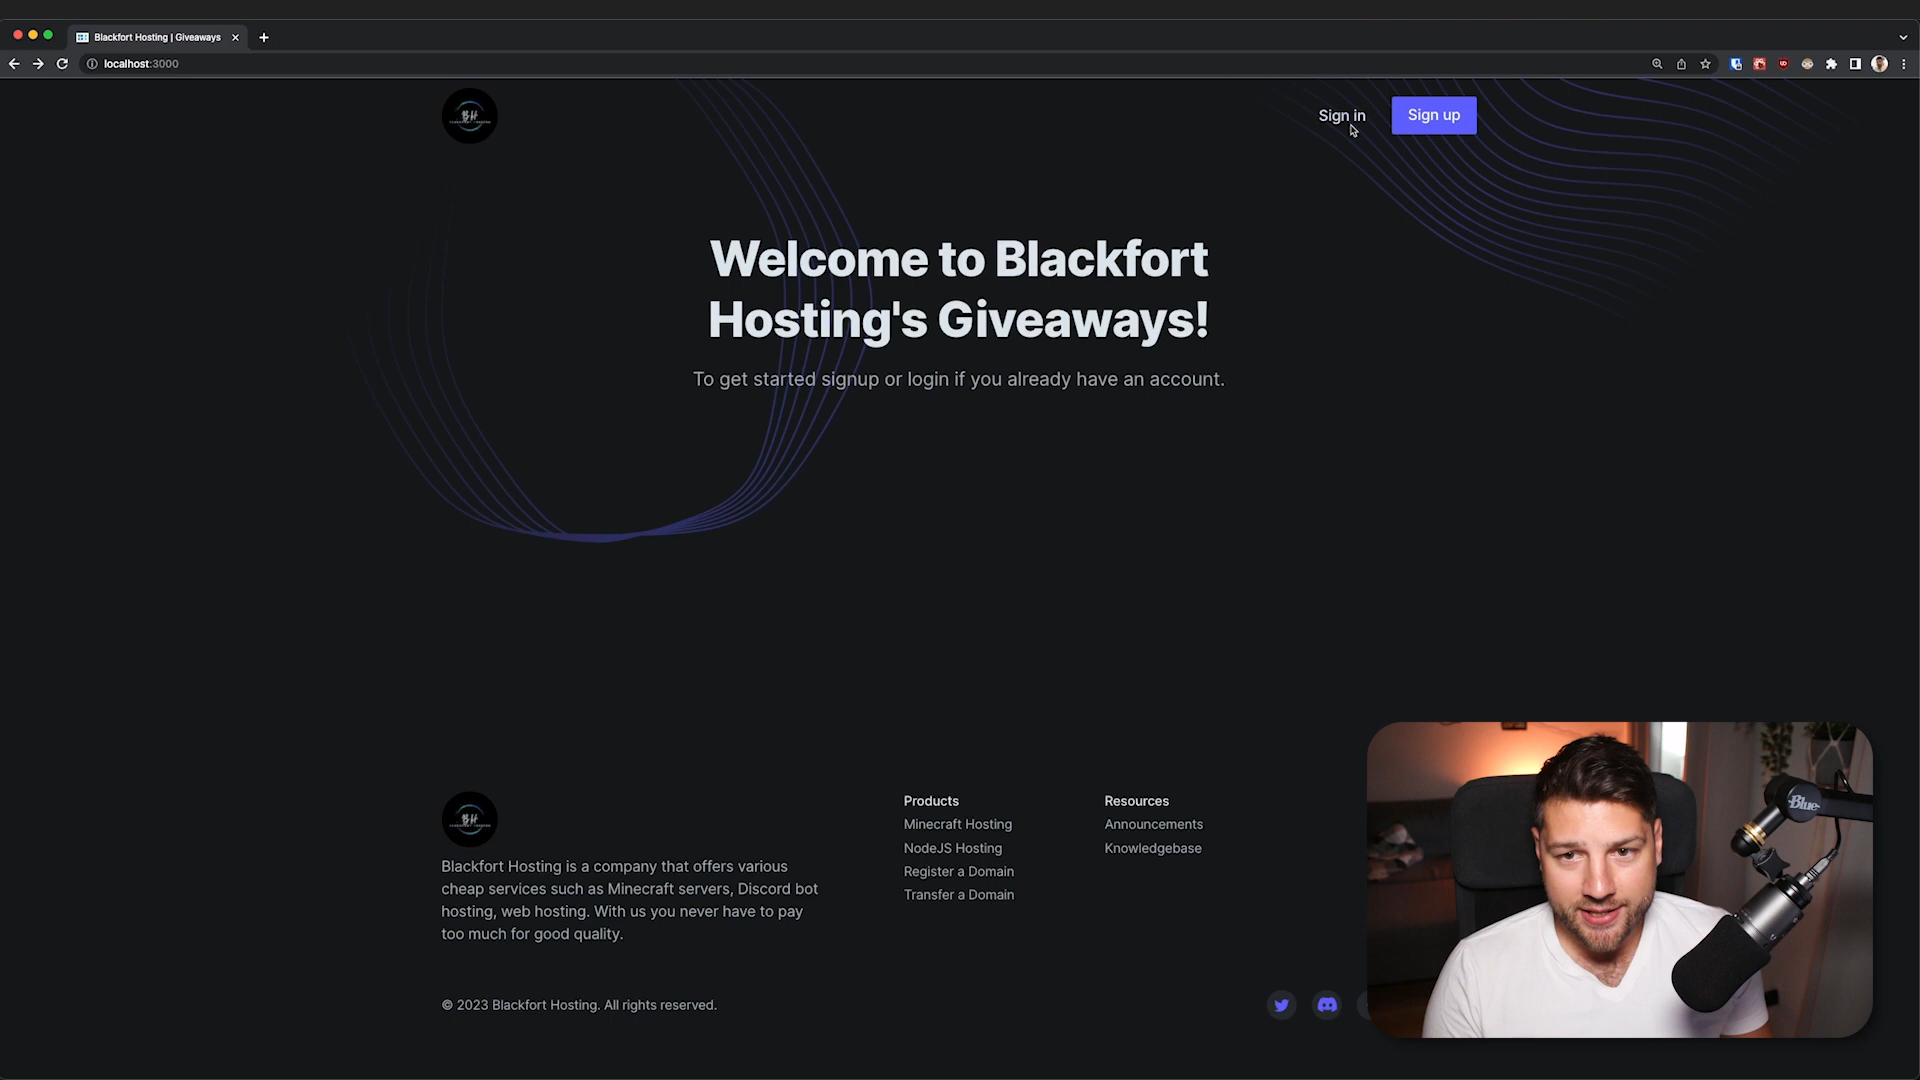 Blackfort Hosting | Giveaways
localhost:3000
BH
Sign in
Sign up
Welcome to Blackfort
Hosting's Giveaways!
To get started signup or login if you already have an account.
BH
Blackfort Hosting is a company that offers various
cheap services such as Minecraft servers, Discord bot
hosting, web hosting. With us you never have to pay
too much for good quality.
Products
Minecraft Hosting
NodeJS Hosting
Register a Domain
Transfer a Domain
Resources
Announcements
Knowledgebase
© 2023 Blackfort Hosting. All rights reserved.
Blue